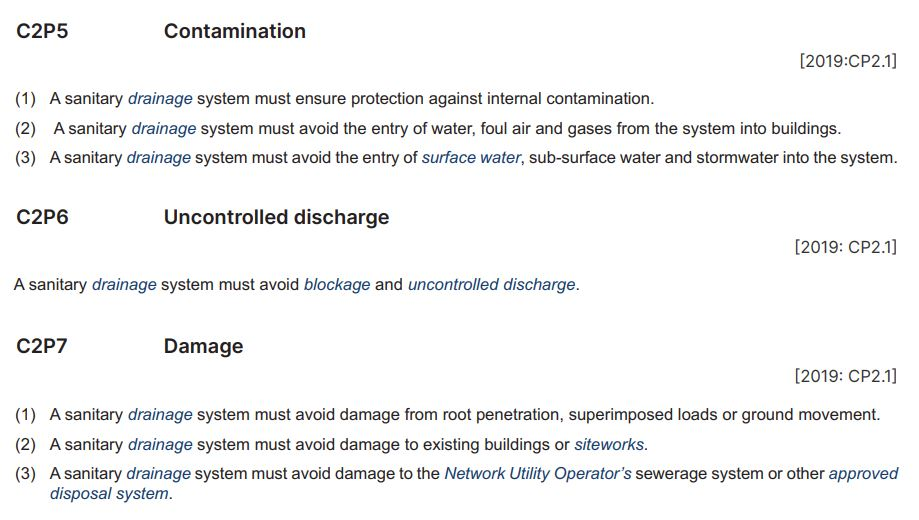 C2P5 Contamination
[2019:CP2.1]
(1) A sanitary drainage system must ensure protection against internal contamination.
(2) A sanitary drainage system must avoid the entry of water, foul air and gases from the system into buildings.
(3) A sanitary drainage system must avoid the entry of surface water, sub-surface water and stormwater into the system.
C2P6 Uncontrolled discharge
[2019: CP2.1]
A sanitary drainage system must avoid blockage and uncontrolled discharge.
C2P7 Damage
[2019: CP2.1]
(1) A sanitary drainage system must avoid damage from root penetration, superimposed loads or ground movement.
(2) A sanitary drainage system must avoid damage to existing buildings or siteworks.
(3) A sanitary drainage system must avoid damage to the Network Utility Operator’s sewerage system or other approved
disposal system.